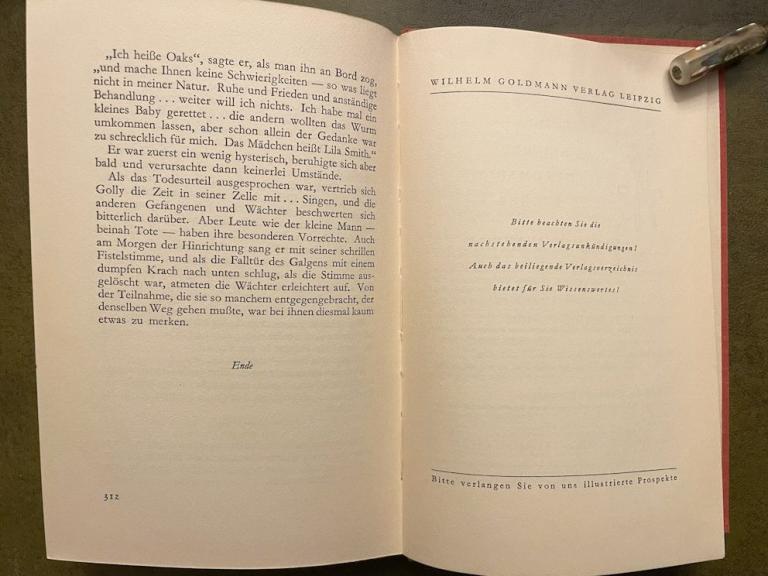 „Ich heiße Oaks“, sagte er, als man ihn an Bord zog,
„und mache Ihnen keine Schwierigkeiten — so was liegt
nicht in meiner Natur. Ruhe und Frieden und anständige
Behandlung . . . weiter will ich nichts. Ich habe mal ein
kleines Baby gerettet . . . die andern wollten das Wurm
umkommen lassen, aber schon allein der Gedanke war
zu schrecklich für mich. Das Mädchen heißt Lila Smith.“
Er war zuerst ein wenig hysterisch, beruhigte sich aber
bald und verursachte dann keinerlei Umstände.
Als das Todesurteil ausgesprochen war, vertrieb sich
Golly die Zeit in seiner Zelle mit . . . Singen, und die
anderen Gefangenen und Wächter beschwerten sich
bitterlich darüber. Aber Leute wie der kleine Mann —
beinah Tote — haben ihre besonderen Vorrechte. Auch
am Morgen der Hinrichtung sang er mit seiner schrillen
Fistelstimme, und als die Falltür des Galgens mit einem
dumpfen Krach nach unten schlug, als die Stimme aus-
gelöscht war, atmeten die Wächter erleichtert auf. Von
der Teilnahme, die sie so manchem entgegengebracht, der
denselben Weg gehen mußte, war bei ihnen diesmal kaum
etwas zu merken.
Ende
312
WILHELM GOLDMANN VERLAG LEIPZIG
Bitte beachten Sie die
nachstehenden Verlagsankündigungen!
Auch das beiliegende Verlagsverzeichnis
bietet für Sie Wissenswertes!
Bitte verlangen Sie von uns illustrierte Prospekte